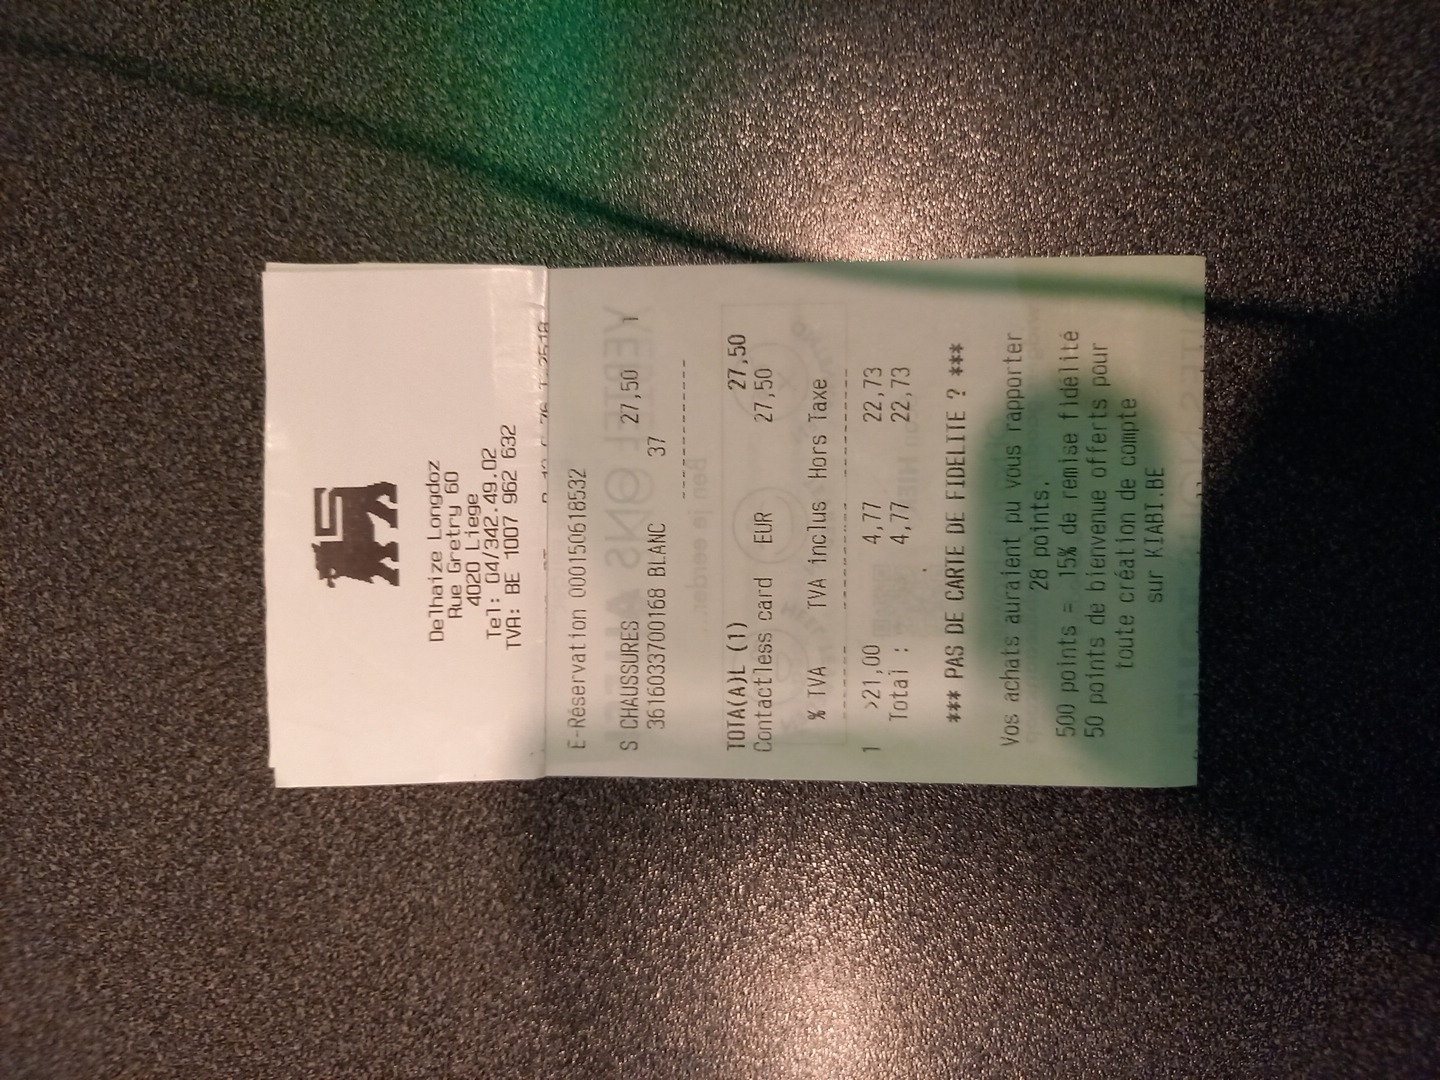 Delhaize Longdoz
Rue Gretry 60
4020 Liege
Tel: 04/342.49.02
TVA: BE 1007 962 632
E-Réservation 000150618532
S CHAUSSURES 27,50 1
3616033700168 BLANC 37
------------
TOTA(A)L (1) 27,50
Contactless card EUR 27,50
% TVA TVA inclus Hors Taxe
1 >21,00 4,77 22,73
Total : 4,77 22,73
*** PAS DE CARTE DE FIDELITE ? ***
Vos achats auraient pu vous rapporter
28 points.
500 points = 15% de remise fidélité
50 points de bienvenue offerts pour
toute création de compte
sur KIABI.BE